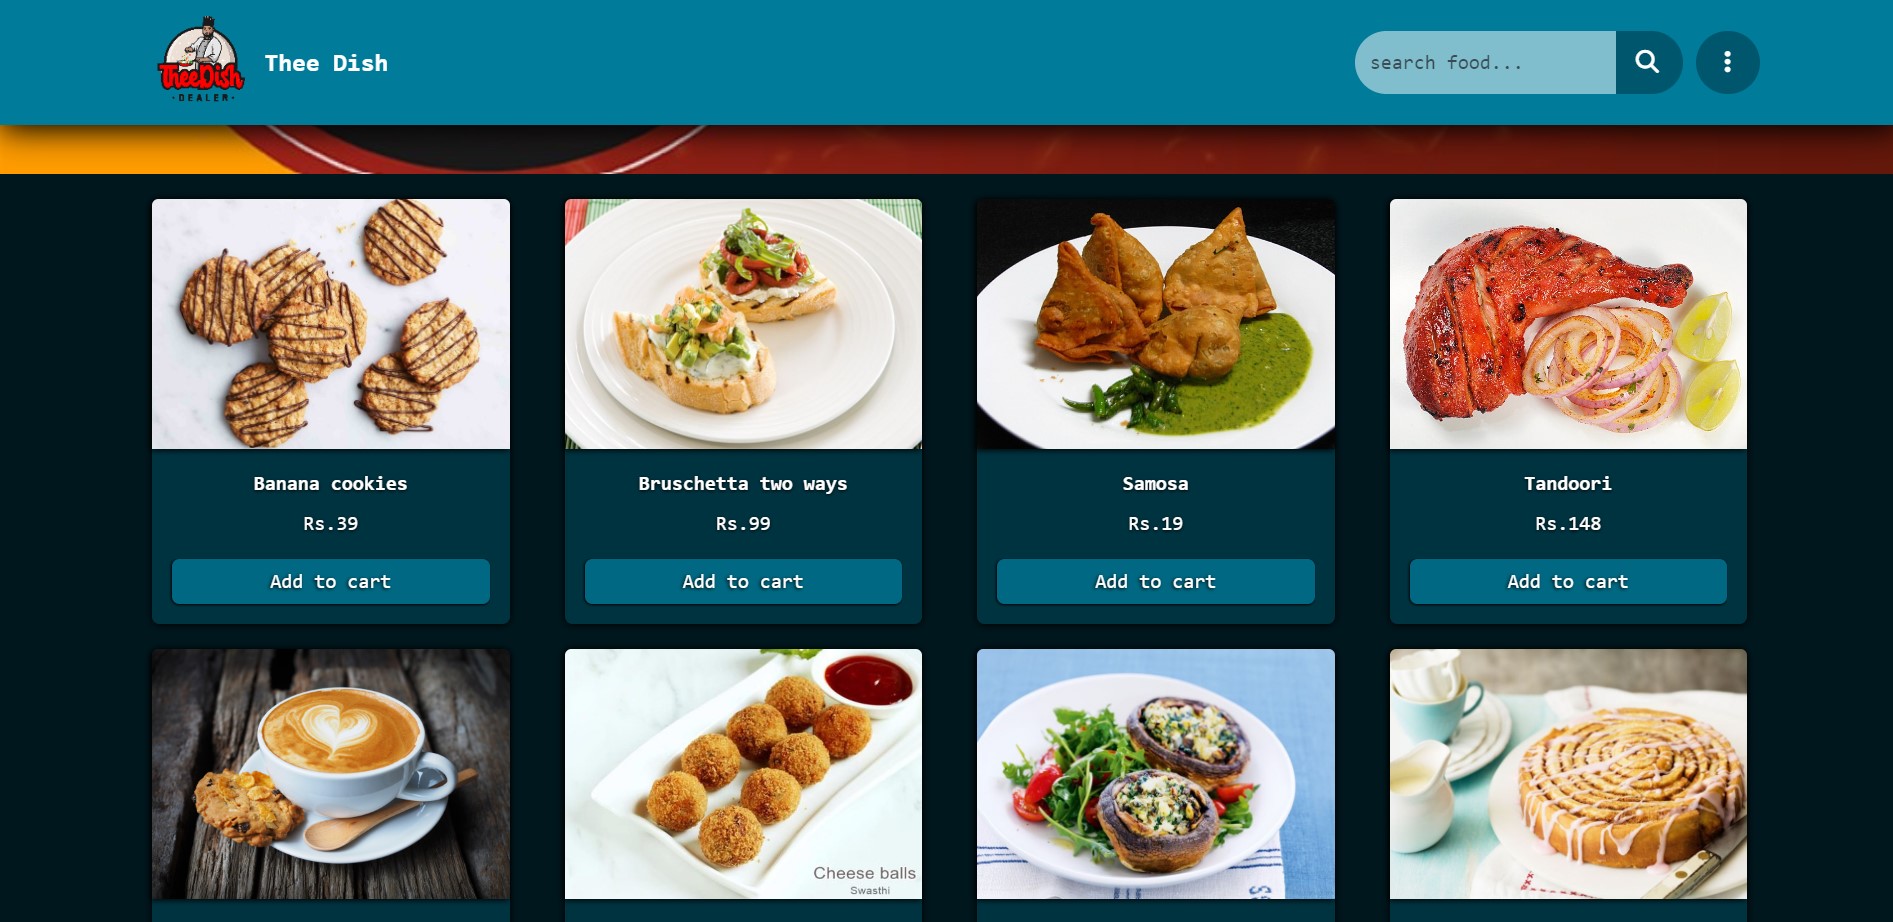 TheeDish
·DEALER·
Thee Dish
search food...
Banana cookies
Rs.39
Add to cart
Bruschetta two ways
Rs.99
Add to cart
Samosa
Rs.19
Add to cart
Tandoori
Rs.148
Add to cart
Cheese balls
Swasthi